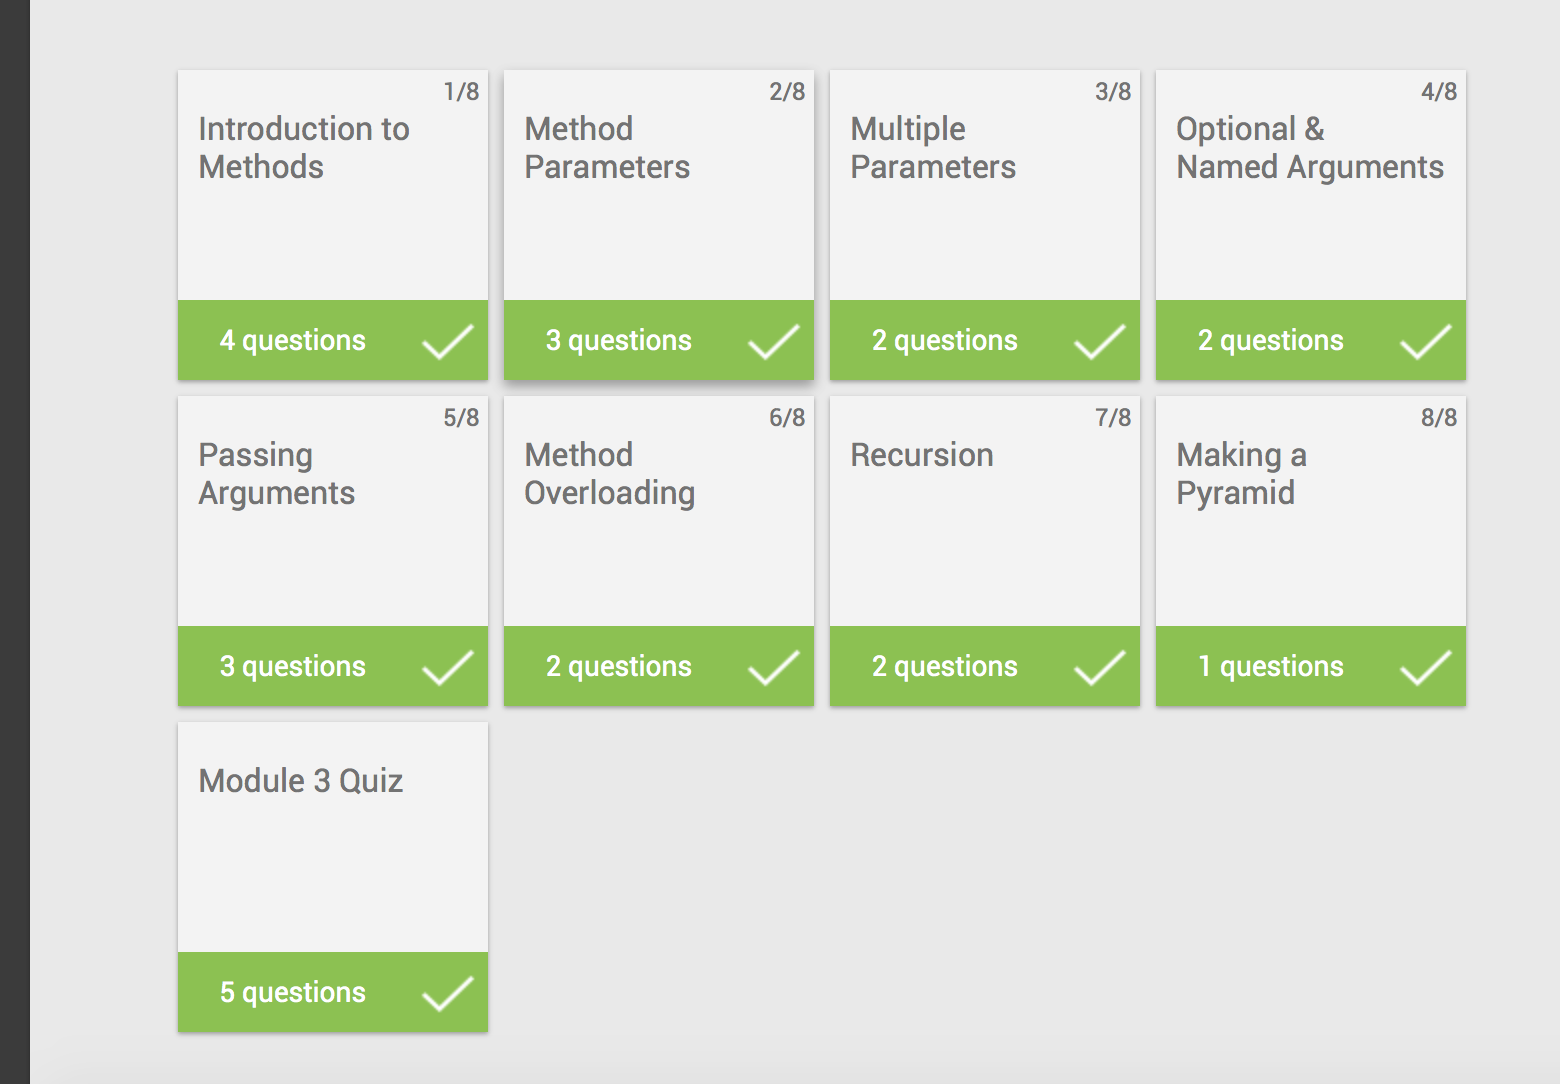 1/8
Introduction to
Methods
4 questions
2/8
Method
Parameters
3 questions
3/8
Multiple
Parameters
2 questions
4/8
Optional &
Named Arguments
2 questions
5/8
Passing
Arguments
3 questions
6/8
Method
Overloading
2 questions
7/8
Recursion
2 questions
8/8
Making a
Pyramid
1 questions
Module 3 Quiz
5 questions